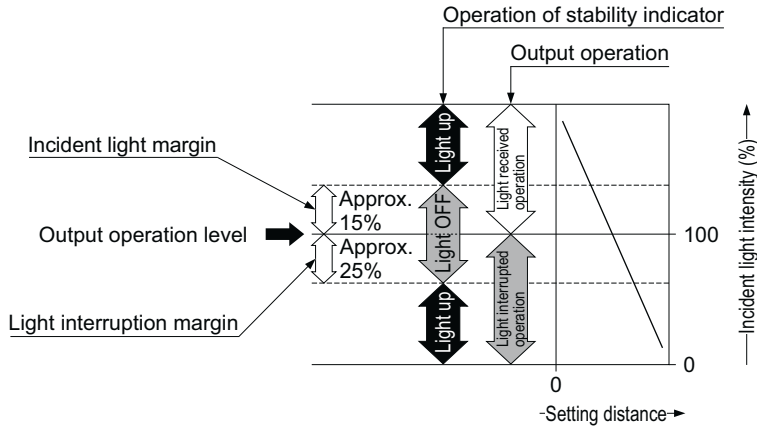 Operation of stability indicator
Output operation
Incident light margin
Approx.
15%
Output operation level
Approx.
25%
Light interruption margin
Light up
Light OFF
Light up
Light received
operation
Light interrupted
operation
100
0
0
Setting distance
Incident light intensity (%)